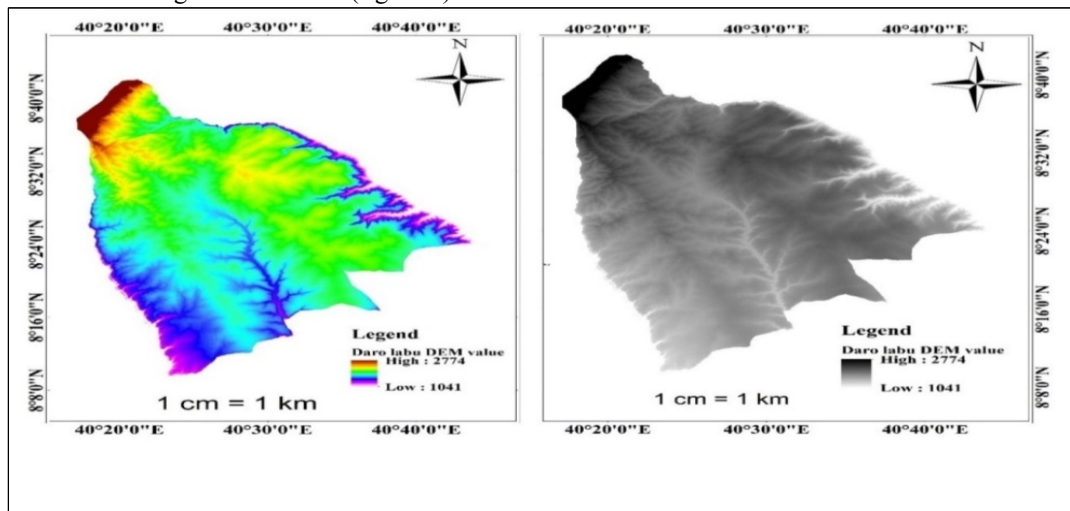 40°20'0"E 40°30'0"E 40°40'0"E
N
8°40'0"N
8°32'0"N
8°24'0"N
8°16'0"N
8°8'0"N
Legend
Daro labu DEM value
High : 2774
Low : 1041
1 cm = 1 km
40°20'0"E 40°30'0"E 40°40'0"E
40°20'0"E 40°30'0"E 40°40'0"E
N
8°40'0"N
8°32'0"N
8°24'0"N
8°16'0"N
8°8'0"N
Legend
Daro labu DEM value
High : 2774
Low : 1041
1 cm = 1 km
40°20'0"E 40°30'0"E 40°40'0"E